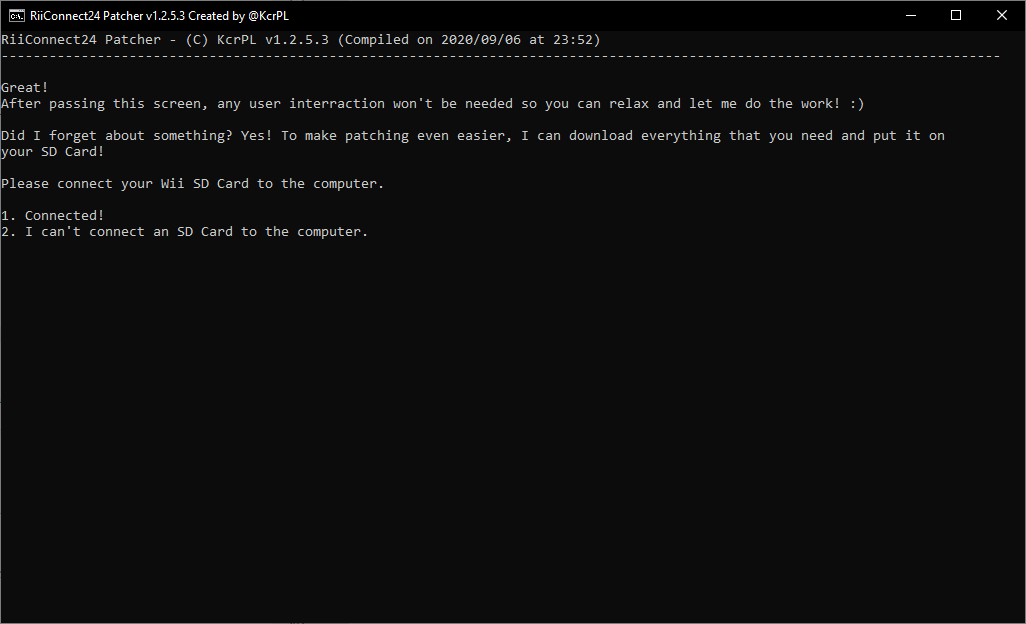 RiiConnect24 Patcher v1.2.5.3 Created by @KcrPL
RiiConnect24 Patcher - (C) KcrPL v1.2.5.3 (Compiled on 2020/09/06 at 23:52)
-----------------------------------------------------------------------------------------------------------------------------
Great!
After passing this screen, any user interraction won't be needed so you can relax and let me do the work! :)
Did I forget about something? Yes! To make patching even easier, I can download everything that you need and put it on
your SD Card!
Please connect your Wii SD Card to the computer.
1. Connected!
2. I can't connect an SD Card to the computer.